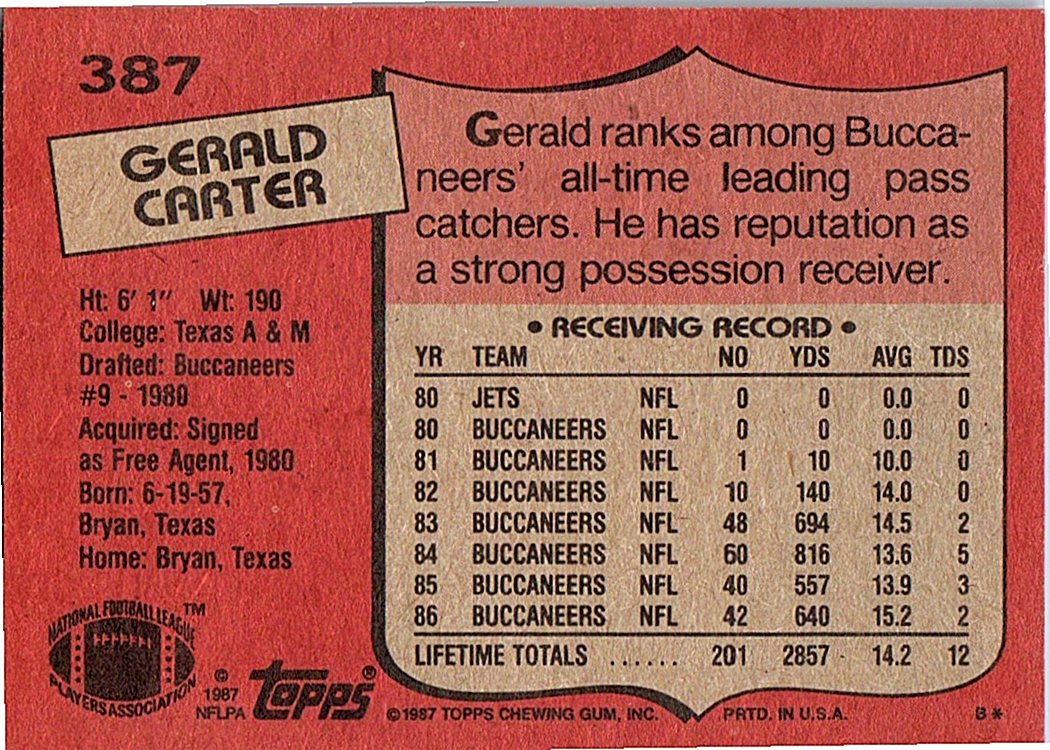 387
GERALD
CARTER
Ht: 6' 1" Wt: 190
College: Texas A & M
Drafted: Buccaneers
#9 - 1980
Acquired: Signed
as Free Agent, 1980
Born: 6-19-57,
Bryan, Texas
Home: Bryan, Texas
NATIONAL FOOTBALL LEAGUE
PLAYERS ASSOCIATION
TM
©
1987
NFLPA
Topps®
Gerald ranks among Bucca-
neers' all-time leading pass
catchers. He has reputation as
a strong possession receiver.
• RECEIVING RECORD •
YR TEAM NO YDS AVG TDS
80 JETS NFL 0 0 0.0 0
80 BUCCANEERS NFL 0 0 0.0 0
81 BUCCANEERS NFL 1 10 10.0 0
82 BUCCANEERS NFL 10 140 14.0 0
83 BUCCANEERS NFL 48 694 14.5 2
84 BUCCANEERS NFL 60 816 13.6 5
85 BUCCANEERS NFL 40 557 13.9 3
86 BUCCANEERS NFL 42 640 15.2 2
LIFETIME TOTALS ...... 201 2857 14.2 12
©1987 TOPPS CHEWING GUM, INC. PRTD. IN U.S.A. B*